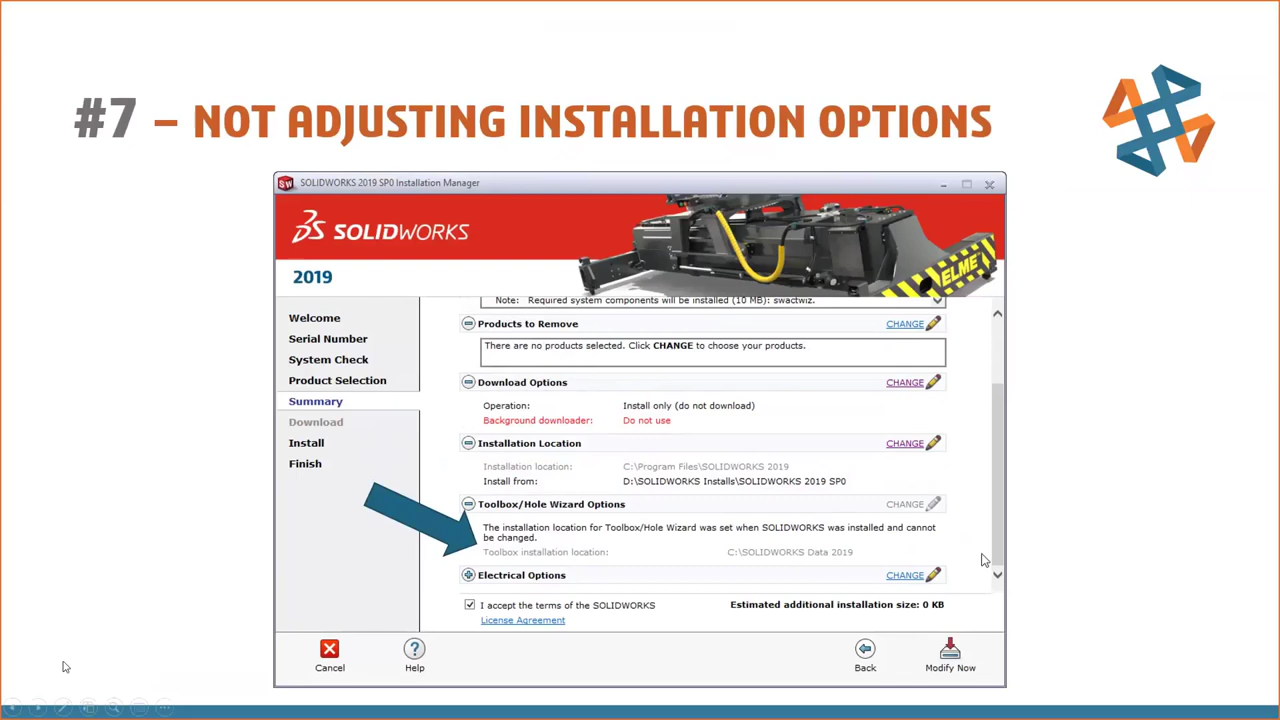 #7 – NOT ADJUSTING INSTALLATION OPTIONS
SW SOLIDWORKS 2019 SP0 Installation Manager
SOLIDWORKS
ELME
2019
Note: Required system components will be installed (10 MB): swactwiz.
Welcome
Serial Number
System Check
Product Selection
Summary
Download
Install
Finish
Products to Remove CHANGE
There are no products selected. Click CHANGE to choose your products.
Download Options CHANGE
Operation: Install only (do not download)
Background downloader: Do not use
Installation Location CHANGE
Installation location: C:\Program Files\SOLIDWORKS 2019
Install from: D:\SOLIDWORKS Installs\SOLIDWORKS 2019 SP0
Toolbox/Hole Wizard Options CHANGE
The installation location for Toolbox/Hole Wizard was set when SOLIDWORKS was installed and cannot
be changed.
Toolbox installation location: C:\SOLIDWORKS Data 2019
Electrical Options CHANGE
I accept the terms of the SOLIDWORKS Estimated additional installation size: 0 KB
License Agreement
Cancel Help Back Modify Now